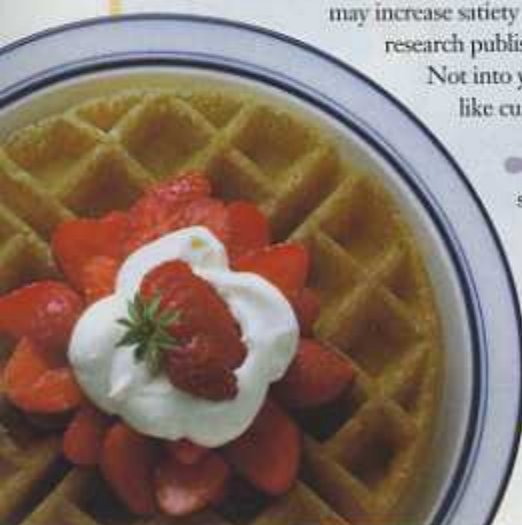 may increase satiety
research publis
Not into y
like cu
s